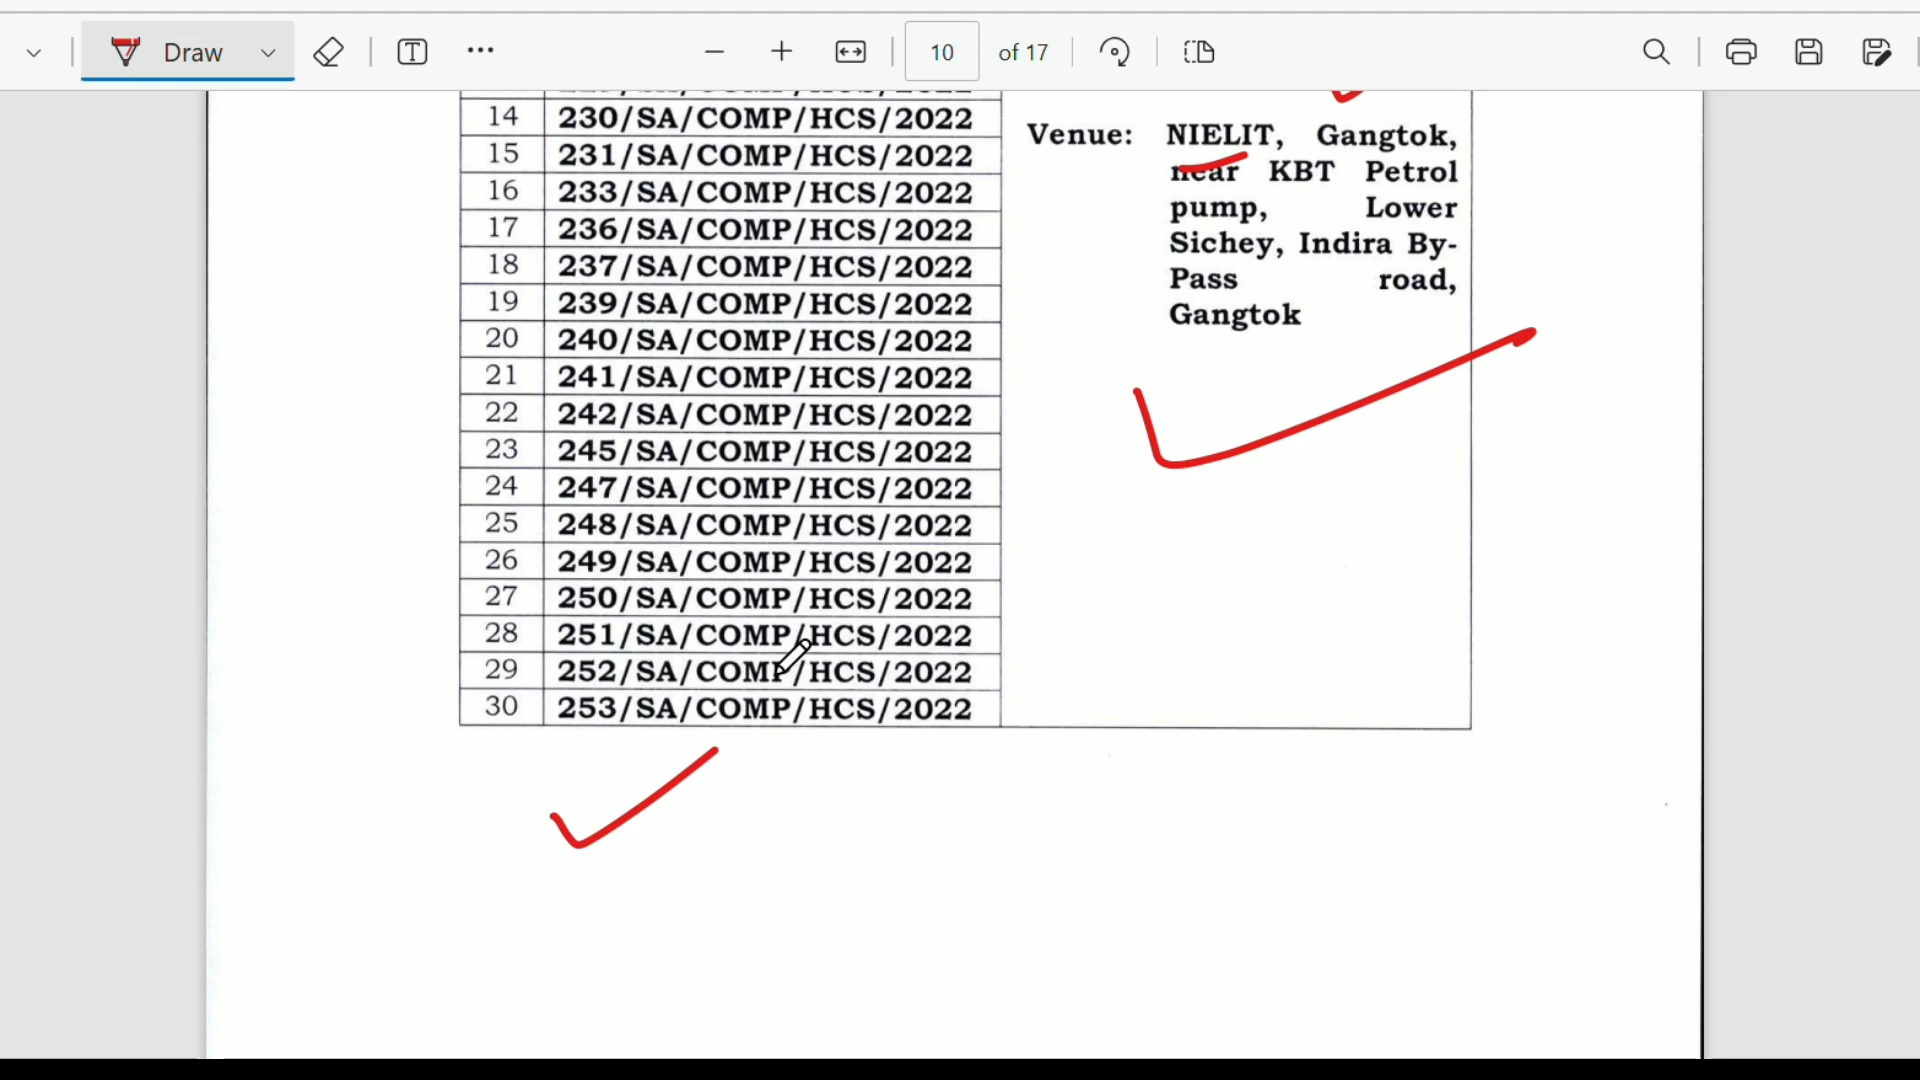 Draw
10 of 17
14 230/SA/COMP/HCS/2022
15 231/SA/COMP/HCS/2022
16 233/SA/COMP/HCS/2022
17 236/SA/COMP/HCS/2022
18 237/SA/COMP/HCS/2022
19 239/SA/COMP/HCS/2022
20 240/SA/COMP/HCS/2022
21 241/SA/COMP/HCS/2022
22 242/SA/COMP/HCS/2022
23 245/SA/COMP/HCS/2022
24 247/SA/COMP/HCS/2022
25 248/SA/COMP/HCS/2022
26 249/SA/COMP/HCS/2022
27 250/SA/COMP/HCS/2022
28 251/SA/COMP/HCS/2022
29 252/SA/COMP/HCS/2022
30 253/SA/COMP/HCS/2022
Venue: NIELIT, Gangtok,
near KBT Petrol
pump, Lower
Sichey, Indira By-
Pass road,
Gangtok